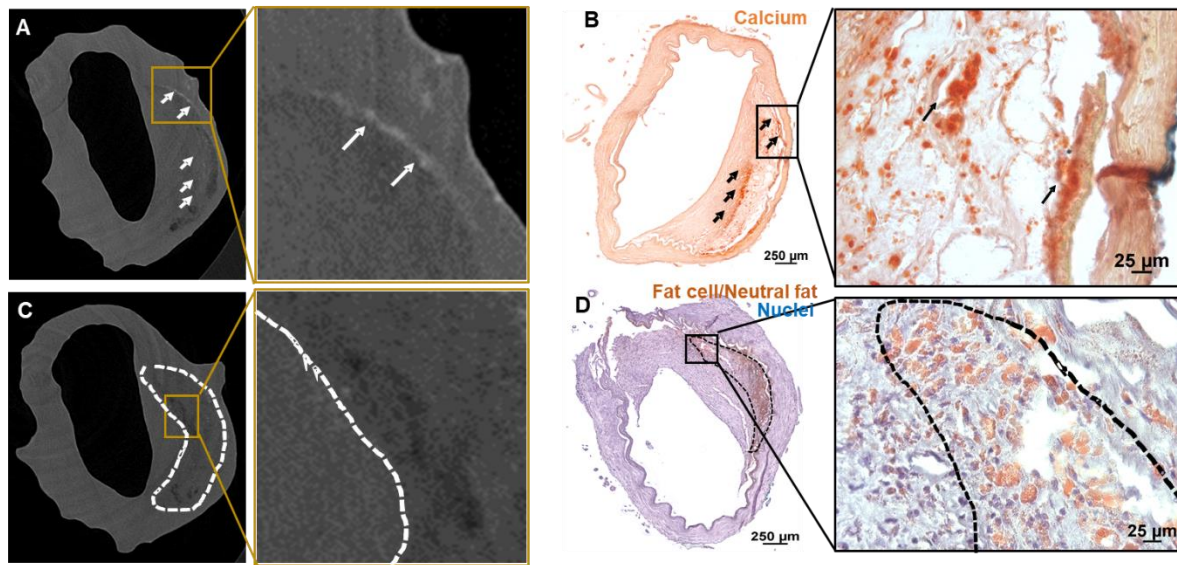 A
B
Calcium
250 µm
25 µm
C
D
Fat cell/Neutral fat
Nuclei
250 µm
25 µm